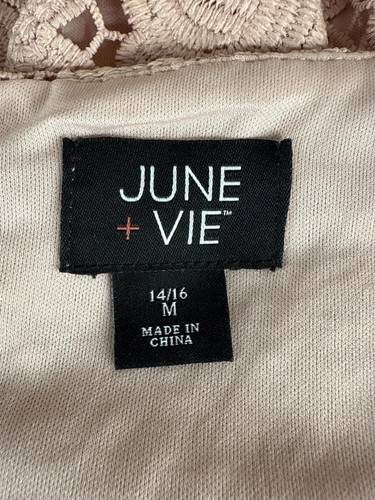 JUNE
+ VIE™
14/16
M
MADE IN
CHINA